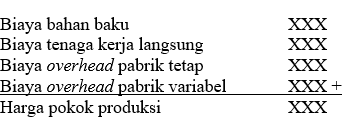 Biaya bahan baku XXX
Biaya tenaga kerja langsung XXX
Biaya overhead pabrik tetap XXX
Biaya overhead pabrik variabel XXX +
Harga pokok produksi XXX